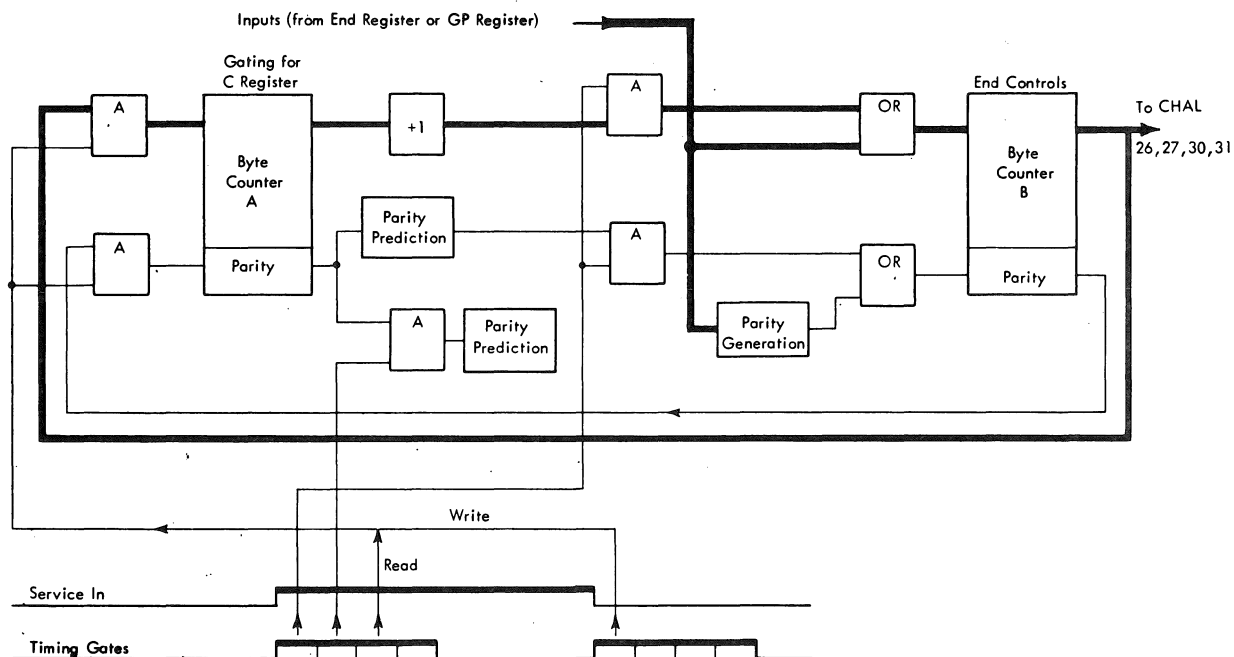 Inputs (from End Register or GP Register)
Gating for
C Register
End Controls
A
Byte
Counter
A
+1
A
OR
Byte
Counter
B
To CHAL
26,27,30,31
A
Parity
Parity
Prediction
A
OR
Parity
A
Parity
Prediction
Parity
Generation
Write
Read
Service In
Timing Gates